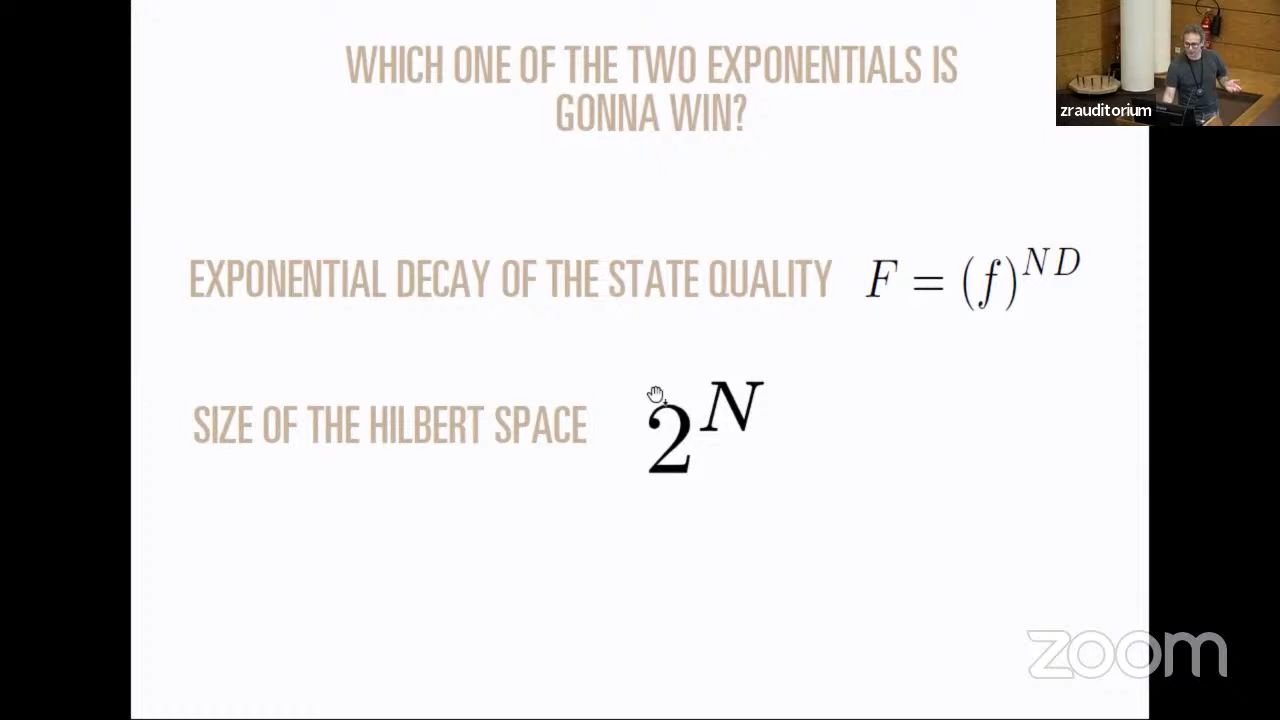 WHICH ONE OF THE TWO EXPONENTIALS IS
GONNA WIN?
zrauditorium
EXPONENTIAL DECAY OF THE STATE QUALITY F = (f)^{ND}
SIZE OF THE HILBERT SPACE 2^N
zoom